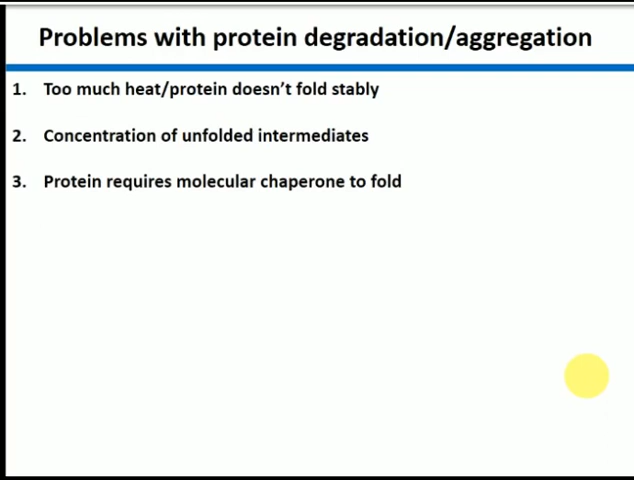 Problems with protein degradation/aggregation
1. Too much heat/protein doesn't fold stably
2. Concentration of unfolded intermediates
3. Protein requires molecular chaperone to fold